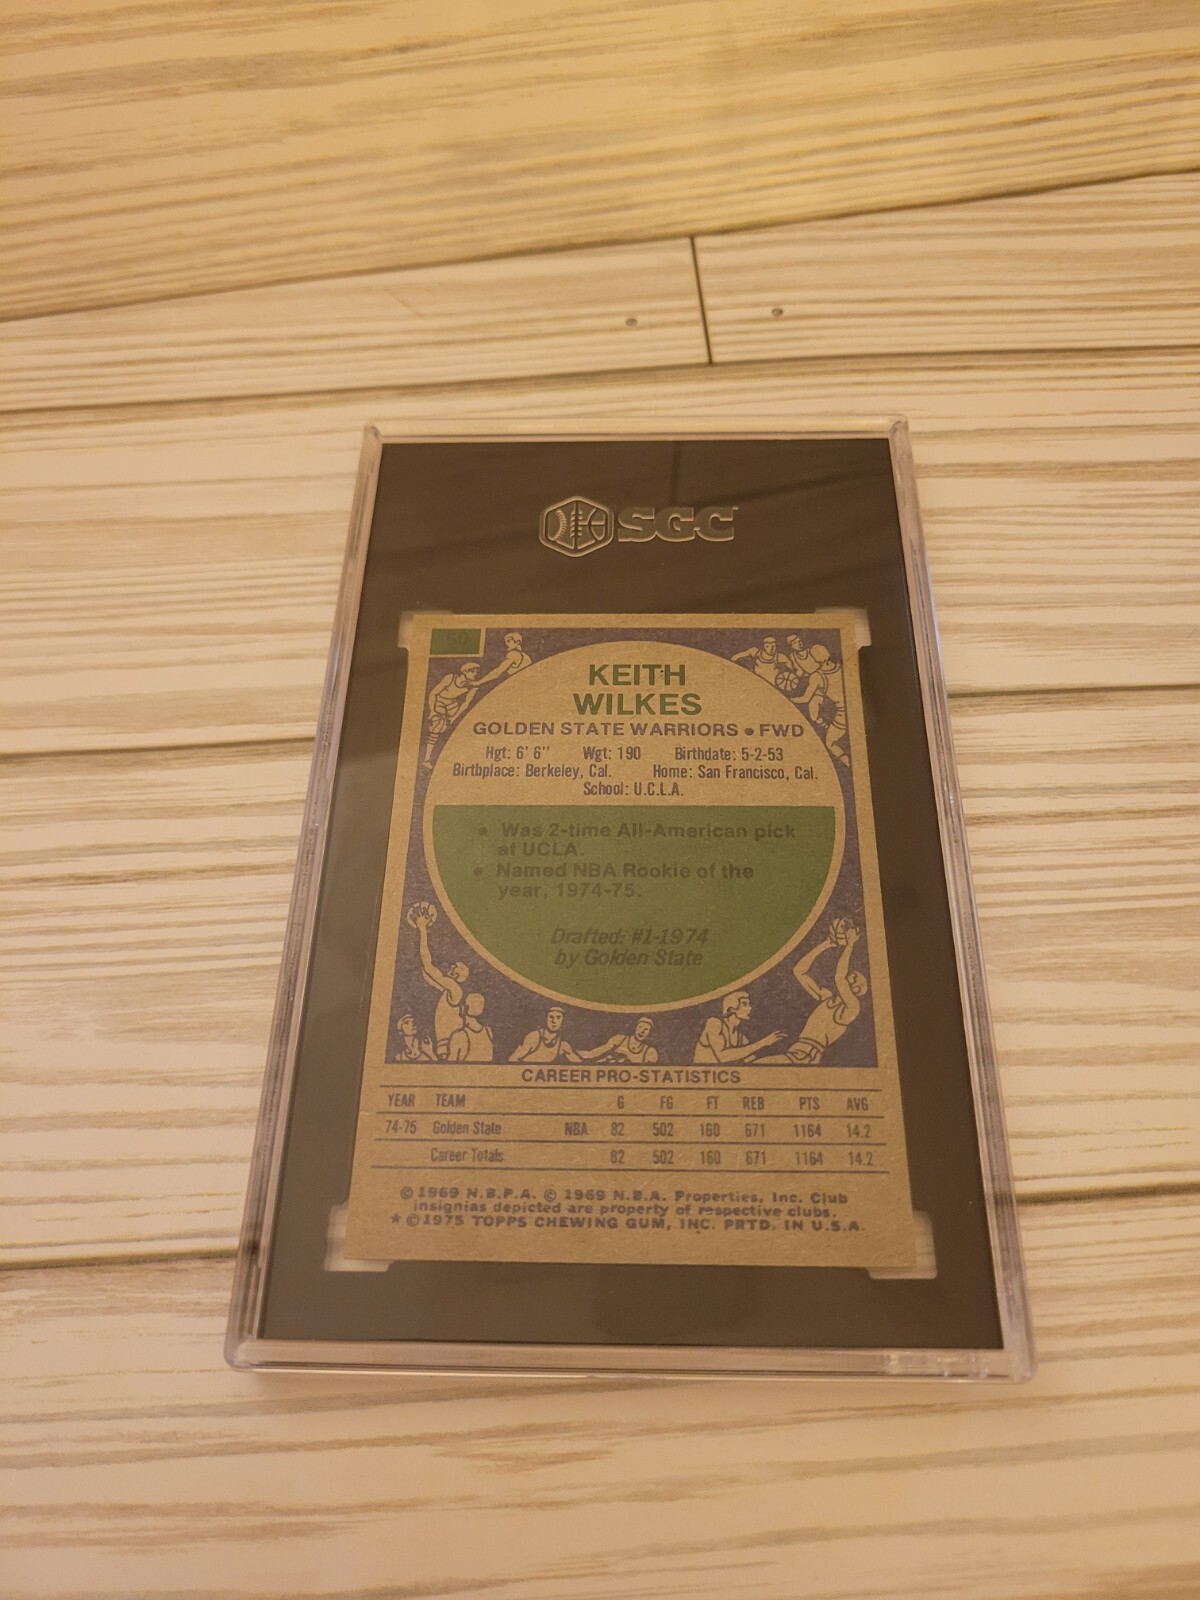 SGC
KEITH
WILKES
GOLDEN STATE WARRIORS • FWD
Hgt: 6' 6" Wgt: 190 Birthdate: 5-2-53
Birthplace: Berkeley, Cal. Home: San Francisco, Cal.
School: U.C.L.A.
• Was 2-time All-American pick
at UCLA.
• Named NBA Rookie of the
year, 1974-75.
Drafted: #1-1974
by Golden State
CAREER PRO-STATISTICS
YEAR TEAM G FG FT REB PTS AVG
74-75 Golden State NBA 82 502 160 671 1164 14.2
Career Totals 82 502 160 671 1164 14.2
© 1969 N.B.P.A. © 1969 N.B.A. Properties, Inc. Club
insignias depicted are property of respective clubs.
* © 1975 TOPPS CHEWING GUM, INC. PRTD. IN U.S.A.